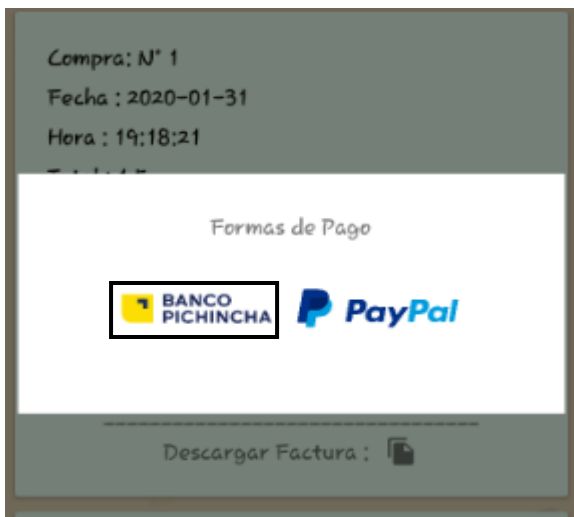 Compra: N° 1
Fecha : 2020-01-31
Hora : 19:18:21
Formas de Pago
BANCO
PICHINCHA
PayPal
Descargar Factura :